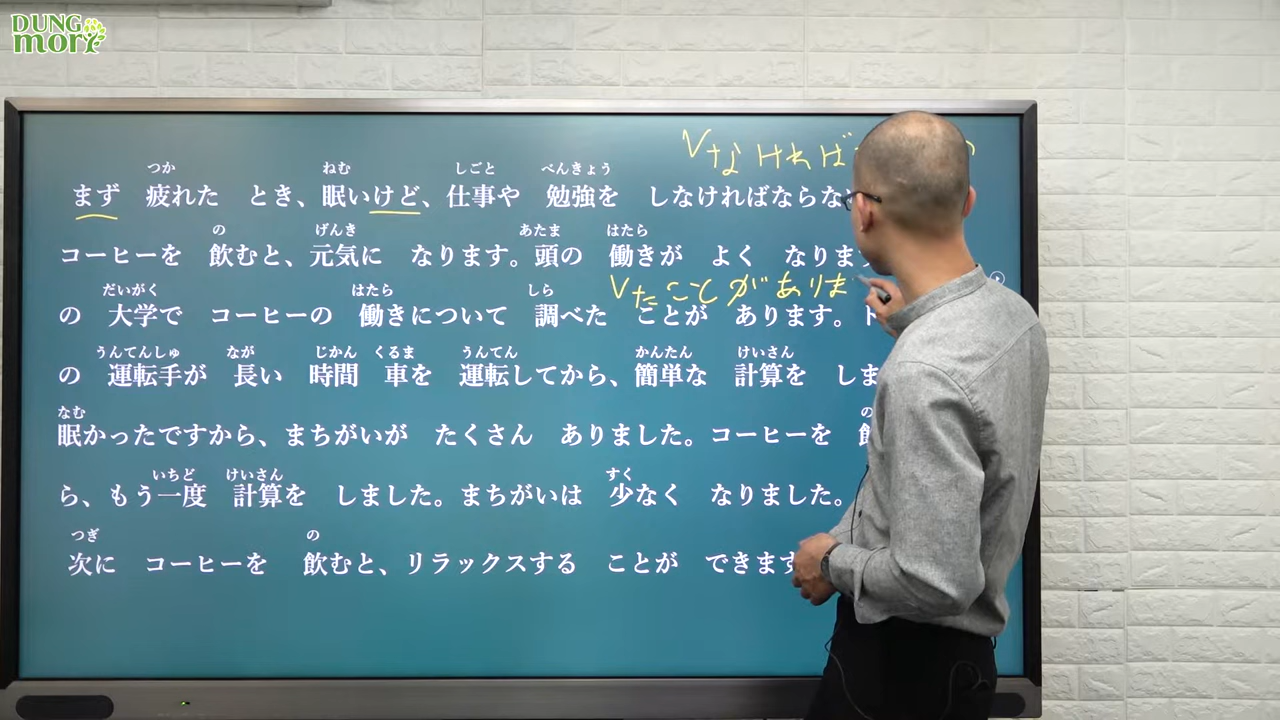 DUNG
mori
Vなければ
つか ねむ しごと べんきょう
まず 疲れた とき、眠いけど、仕事や 勉強を しなければならな
の げんき あたま はたら
コーヒーを 飲むと、元気に なります。頭の 働きが よく なりま
Vたことがありま
だいがく はたら しら
の 大学で コーヒーの 働きについて 調べた ことが あります。ト
うんてんしゅ なが じかん くるま うんてん かんたん けいさん
の 運転手が 長い 時間 車を 運転してから、簡単な 計算を しま
なむ の
眠かったですから、まちがいが たくさん ありました。コーヒーを 飲
いちど けいさん すく
ら、もう一度 計算を しました。まちがいは 少なく なりました。
つぎ の
次に コーヒーを 飲むと、リラックスする ことが できます